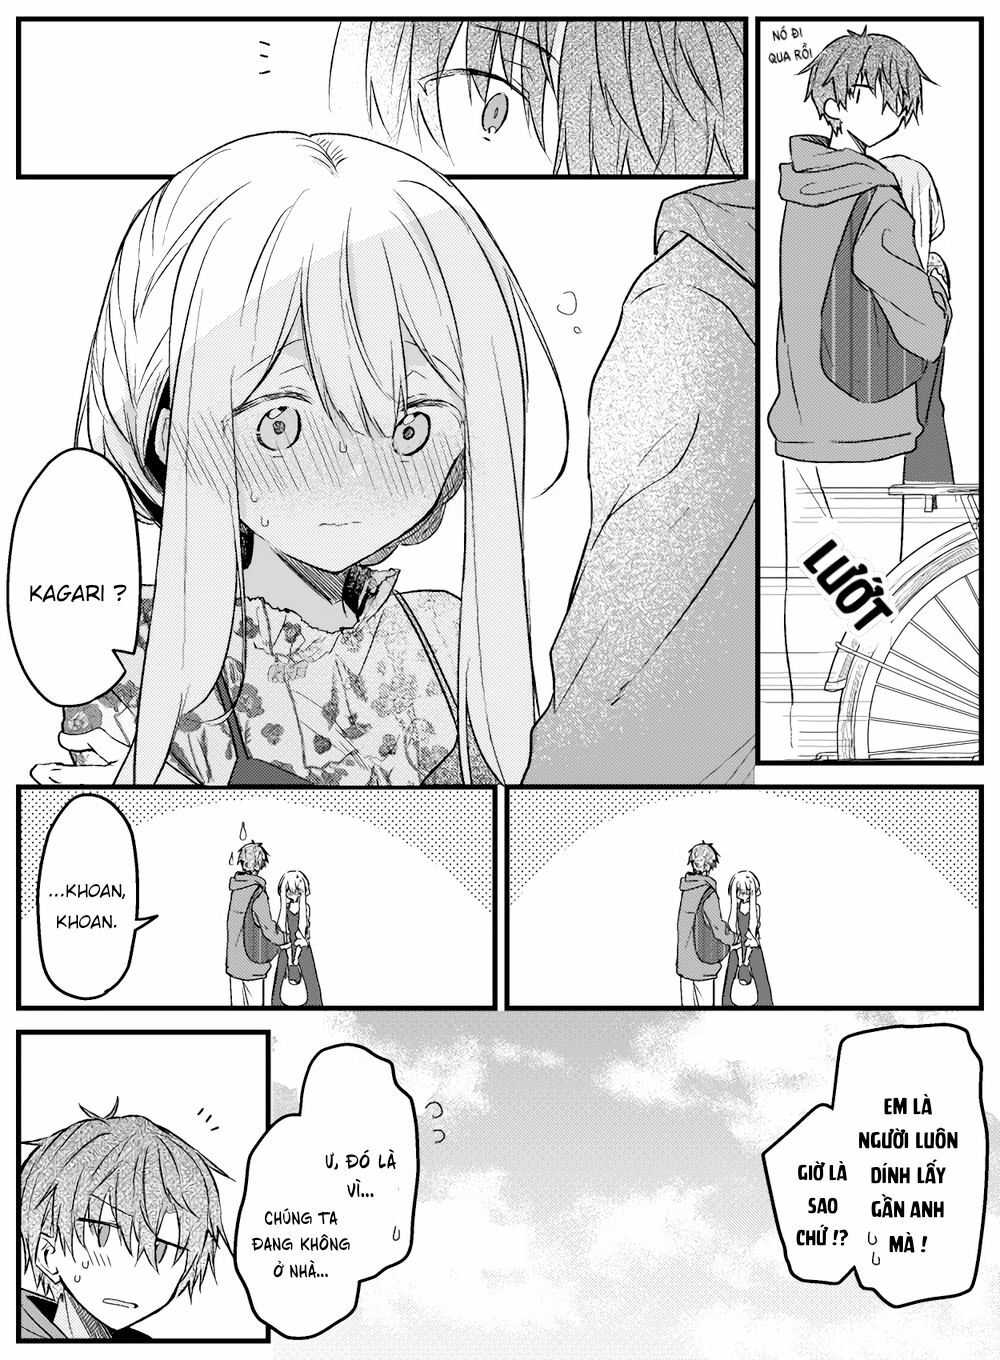 NÓ ĐI
QUA RỒI
LƯỚT
KAGARI ?
...KHOAN,
KHOAN.
EM LÀ
NGƯỜI LUÔN
DÍNH LẤY
GẦN ANH
MÀ !
GIỜ LÀ
SAO
CHỨ !?
Ư, ĐÓ LÀ
VÌ...
CHÚNG TA
ĐANG KHÔNG
Ở NHÀ...